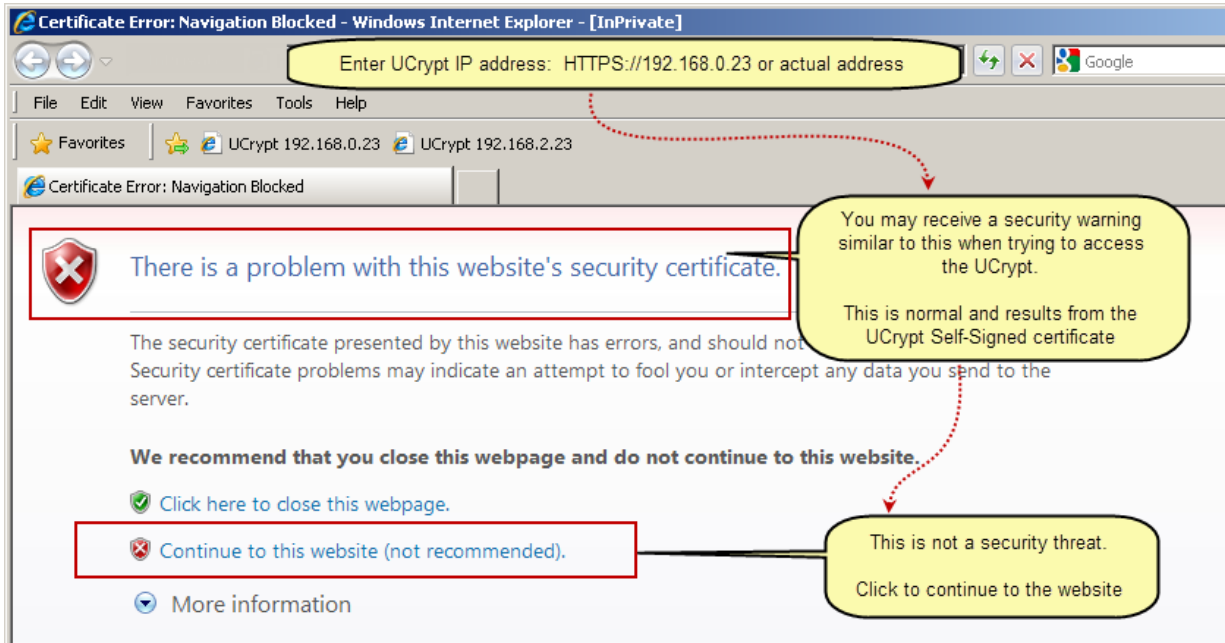 Certificate Error: Navigation Blocked - Windows Internet Explorer - [InPrivate]
Enter UCrypt IP address: HTTPS://192.168.0.23 or actual address
Google
File Edit View Favorites Tools Help
Favorites UCrypt 192.168.0.23 UCrypt 192.168.2.23
Certificate Error: Navigation Blocked
You may receive a security warning
similar to this when trying to access
the UCrypt.
This is normal and results from the
UCrypt Self-Signed certificate
There is a problem with this website's security certificate.
The security certificate presented by this website has errors, and should not
Security certificate problems may indicate an attempt to fool you or intercept any data you send to the
server.
We recommend that you close this webpage and do not continue to this website.
Click here to close this webpage.
Continue to this website (not recommended).
This is not a security threat.
Click to continue to the website
More information